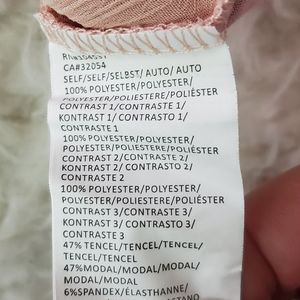 CA#32054
SELF/SELF/SELBST/ AUTO/ AUTO
100% POLYESTER/POLYESTER/
POLYESTER/POLIESTERE/POLIÉSTER
CONTRAST 1/CONTRASTE 1/
KONTRAST 1/ CONTRASTO 1/
CONTRASTE 1
100% POLYESTER/POLYESTER/
POLYESTER/POLIESTERE/POLIÉSTER
CONTRAST 2/CONTRASTE 2/
KONTRAST 2/ CONTRASTO 2/
CONTRASTE 2
100% POLYESTER/POLYESTER/
POLYESTER/POLIESTERE/POLIÉSTER
CONTRAST 3/CONTRASTE 3/
KONTRAST 3/ CONTRASTO 3/
CONTRASTE 3
47% TENCEL/TENCEL/TENCEL/
TENCEL/TENCEL
47%MODAL/MODAL/MODAL/
MODAL/MODAL
6%SPANDEX/ÉLASTHANNE/